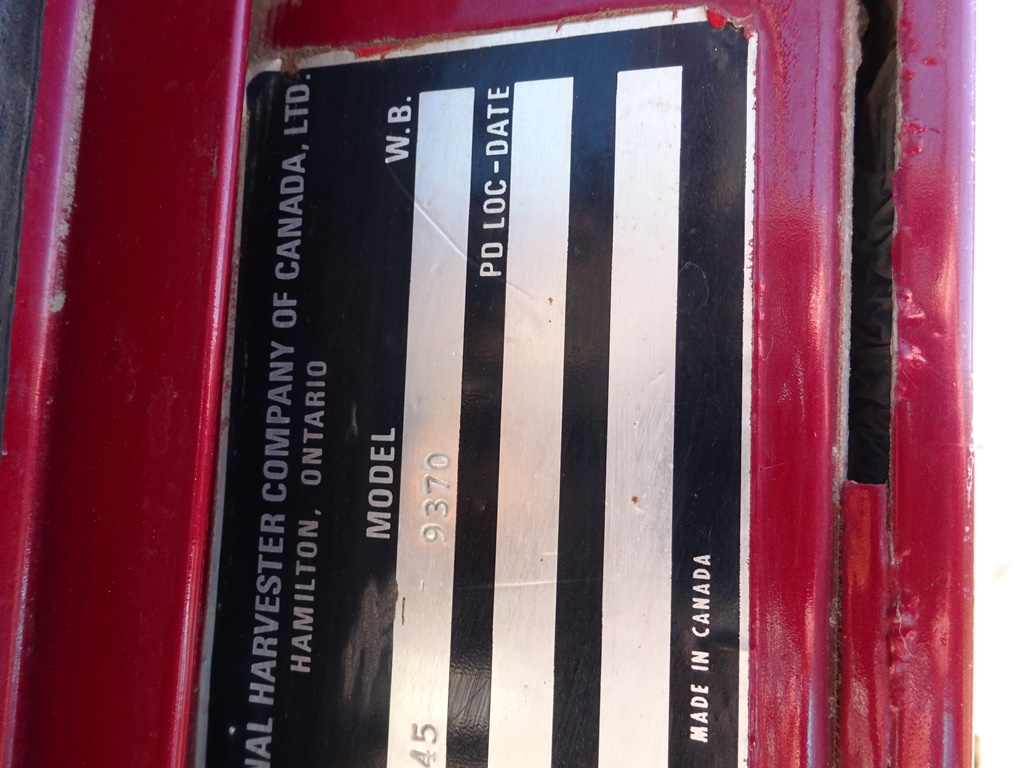 NAL HARVESTER COMPANY OF CANADA, LTD.
HAMILTON, ONTARIO
MODEL W.B.
45 9370
PD LOC-DATE
MADE IN CANADA